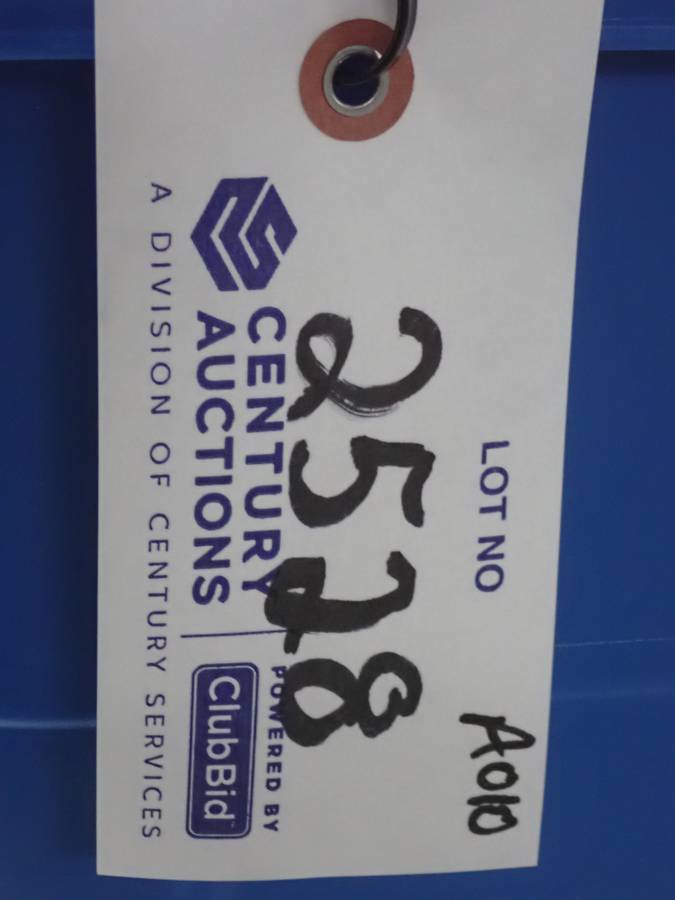 LOT NO
A010
2528
CENTURY
AUCTIONS
POWERED BY
ClubBid
A DIVISION OF CENTURY SERVICES